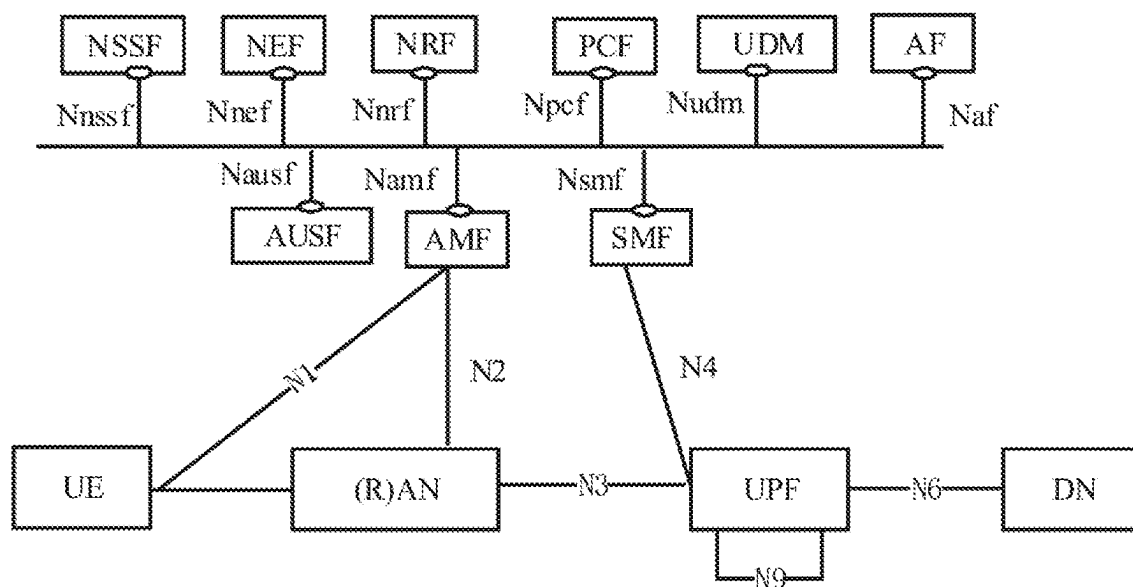 NSSF NEF NRF PCF UDM AF
Nnssf Nnef Nnrf Npcf Nudm Naf
Nausf Namf Nsmf
AUSF AMF SMF
N1 N2 N4
UE (R)AN N3 UPF N6 DN
N9